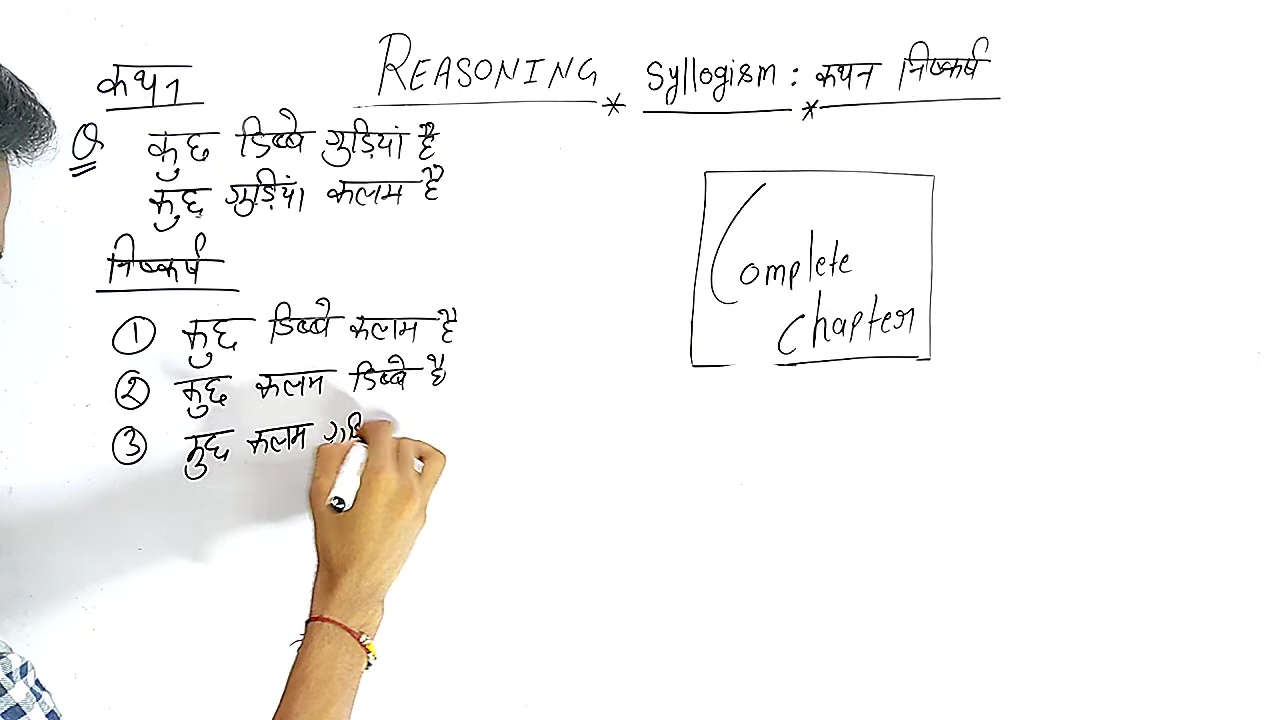 REASONING
Syllogism : कथन निष्कर्ष
कथन
Q कुछ डिब्बे गुड़ियां है
कुछ गुड़ियां कलम है
निष्कर्ष
① कुछ डिब्बे कलम है
② कुछ कलम डिब्बे है
③ कुछ कलम
Complete
Chapter